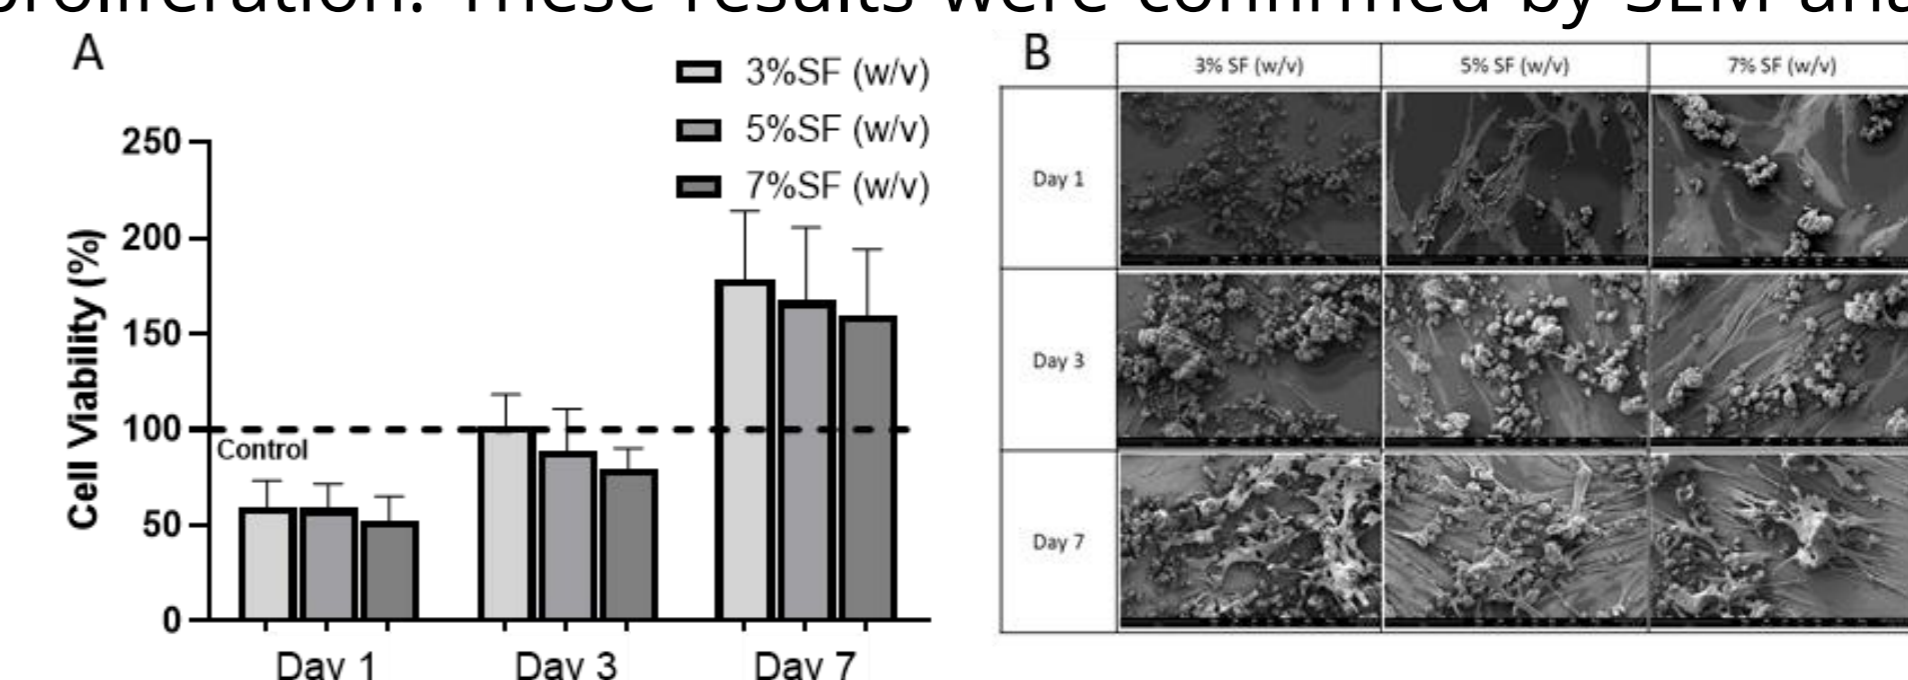 proliferation. These results were confirmed by SEM
A
3%SF (w/v)
5%SF (w/v)
7%SF (w/v)
250
200
150
100
50
0
Cell Viability (%)
Control
Day 1 Day 3 Day 7
B
3% SF (w/v) 5% SF (w/v) 7% SF (w/v)
Day 1
Day 3
Day 7